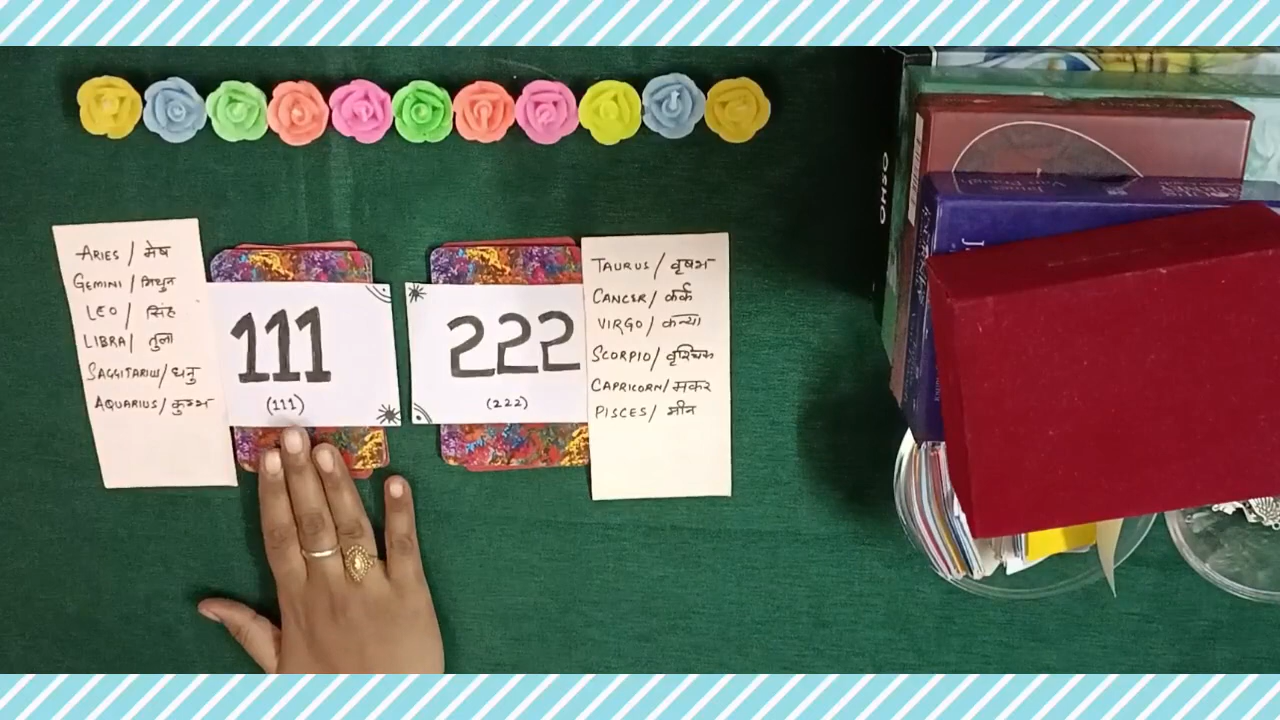 ARIES / मेष
GEMINI / मिथुन
LEO / सिंह
LIBRA / तुला
SAGGITARIUS / धनु
AQUARIUS / कुम्भ
111
(111)
222
(222)
TAURUS / वृषभ
CANCER / कर्क
VIRGO / कन्या
SCORPIO / वृश्चिक
CAPRICORN / मकर
PISCES / मीन
OSHO